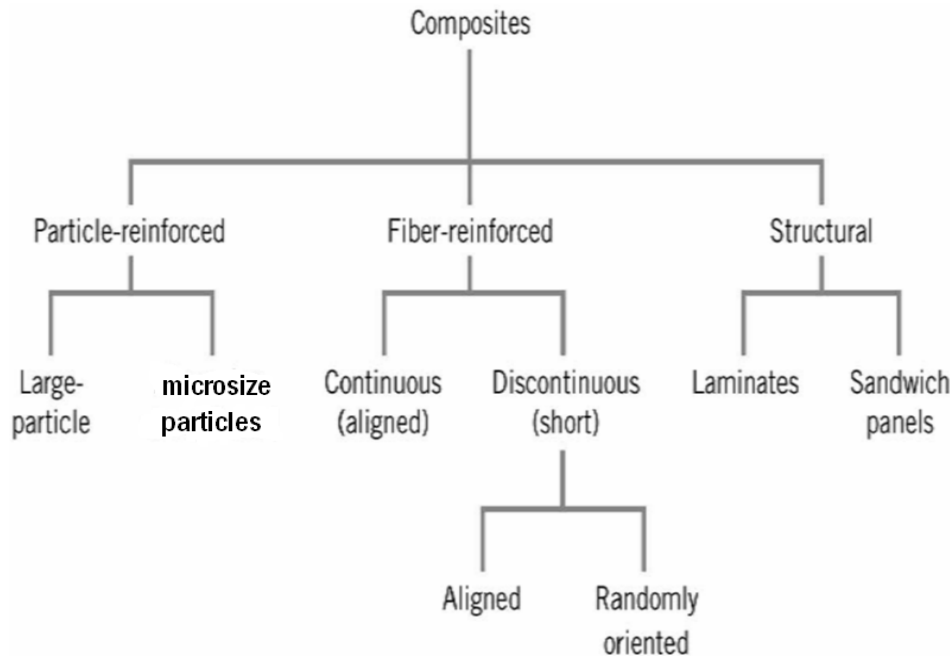 Composites
Particle-reinforced
Fiber-reinforced
Structural
Large-
particle
microsize
particles
Continuous
(aligned)
Discontinuous
(short)
Laminates
Sandwich
panels
Aligned
Randomly
oriented